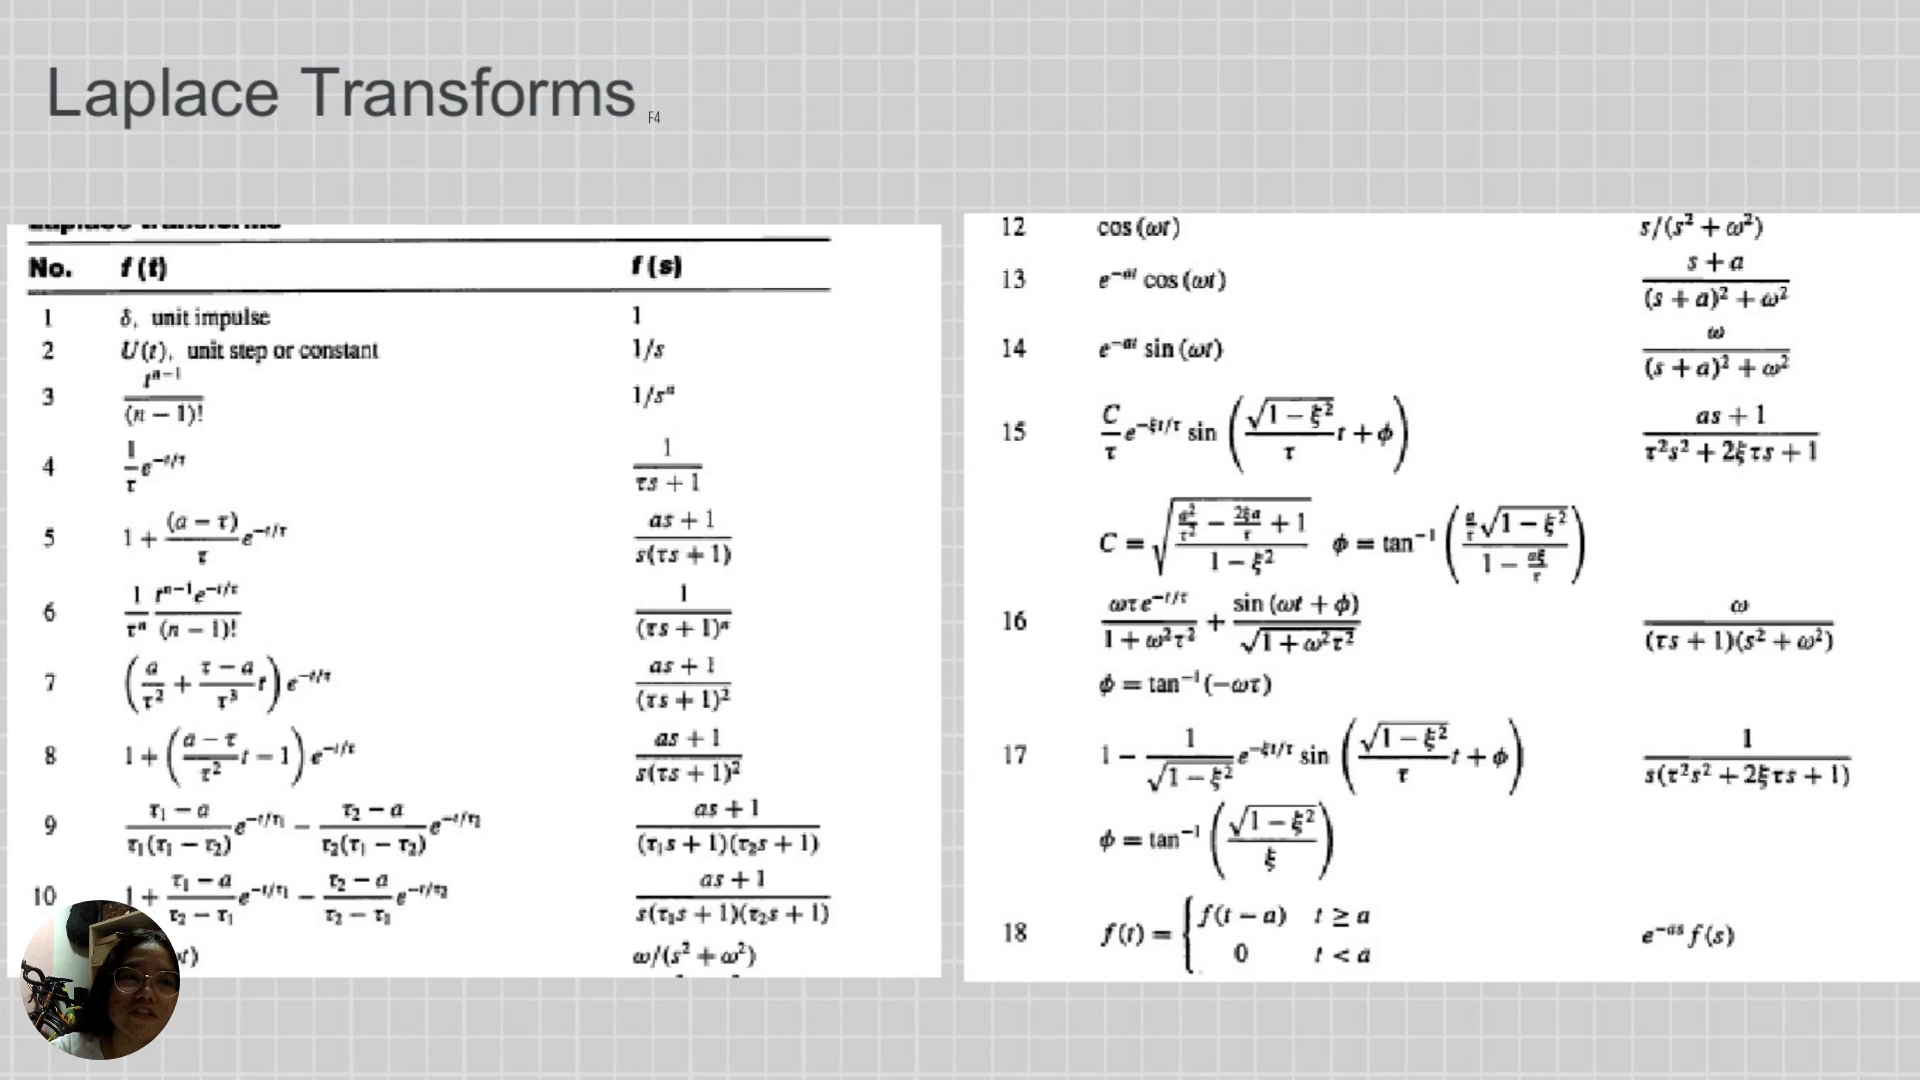 Laplace Transforms F4
Laplace transforms
No. f (t) f (s)
1 δ, unit impulse 1
2 U(t), unit step or constant 1/s
3 t^{n−1}/(n − 1)! 1/s^n
4 (1/τ) e^{−t/τ} 1/(τs + 1)
5 1 + ((a − τ)/τ) e^{−t/τ} (as + 1)/(s(τs + 1))
6 (1/τ^n) (t^{n−1}e^{−t/τ}/(n − 1)!) 1/(τs + 1)^n
7 (a/τ² + ((τ − a)/τ³) t) e^{−t/τ} (as + 1)/(τs + 1)²
8 1 + (((a − τ)/τ²) t − 1) e^{−t/τ} (as + 1)/(s(τs + 1)²)
9 ((τ₁ − a)/(τ₁(τ₁ − τ₂))) e^{−t/τ₁} − ((τ₂ − a)/(τ₂(τ₁ − τ₂))) e^{−t/τ₂} (as + 1)/((τ₁s + 1)(τ₂s + 1))
10 1 + ((τ₁ − a)/(τ₂ − τ₁)) e^{−t/τ₁} − ((τ₂ − a)/(τ₂ − τ₁)) e^{−t/τ₂} (as + 1)/(s(τ₁s + 1)(τ₂s + 1))
t) ω/(s² + ω²)
12 cos (ωt) s/(s² + ω²)
13 e^{−at} cos (ωt) (s + a)/((s + a)² + ω²)
14 e^{−at} sin (ωt) ω/((s + a)² + ω²)
15 (C/τ) e^{−ξt/τ} sin ((√(1 − ξ²)/τ) t + ϕ) (as + 1)/(τ²s² + 2ξτs + 1)
C = √((a²/τ² − 2ξa/τ + 1)/(1 − ξ²)) ϕ = tan⁻¹ (((a/τ)√(1 − ξ²))/(1 − aξ/τ))
16 ωτe^{−t/τ}/(1 + ω²τ²) + sin (ωt + ϕ)/√(1 + ω²τ²) ω/((τs + 1)(s² + ω²))
ϕ = tan⁻¹(−ωτ)
17 1 − (1/√(1 − ξ²)) e^{−ξt/τ} sin ((√(1 − ξ²)/τ) t + ϕ) 1/(s(τ²s² + 2ξτs + 1))
ϕ = tan⁻¹ (√(1 − ξ²)/ξ)
18 f(t) = { f(t − a) t ≥ a e^{−as} f(s)
0 t < a